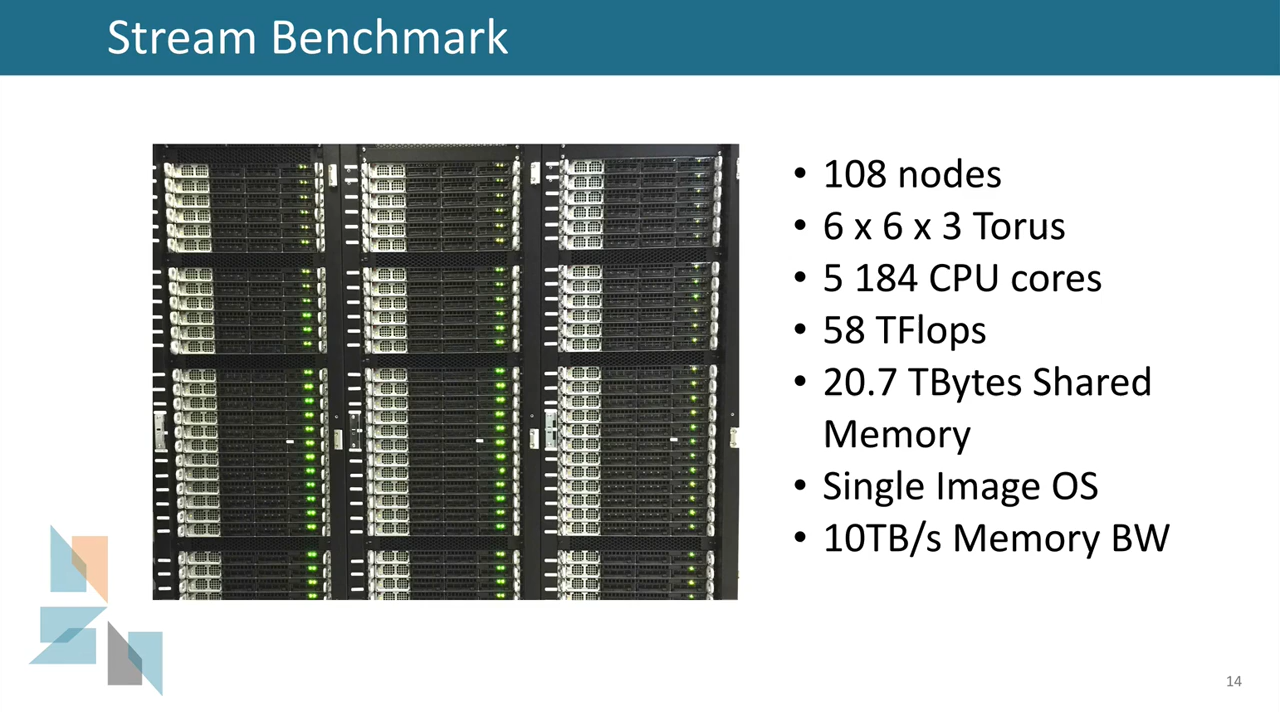 Stream Benchmark
• 108 nodes
• 6 x 6 x 3 Torus
• 5 184 CPU cores
• 58 TFlops
• 20.7 TBytes Shared
Memory
• Single Image OS
• 10TB/s Memory BW
14